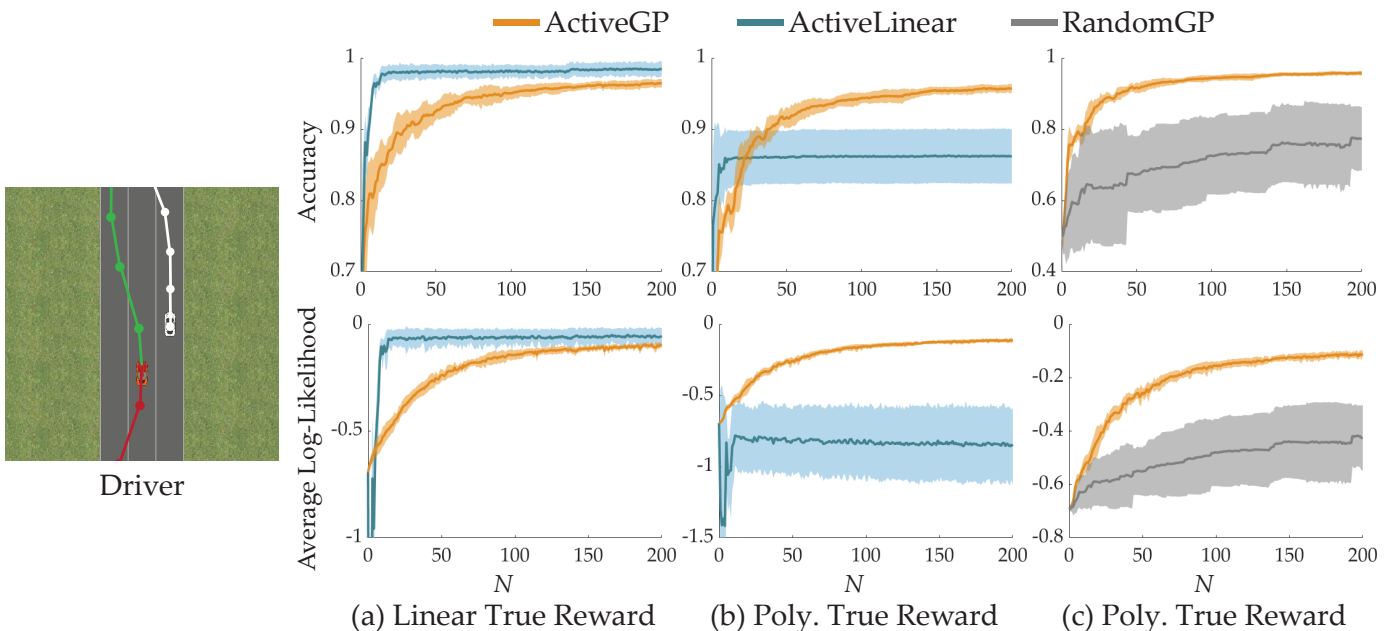 ActiveGP ActiveLinear RandomGP
Accuracy
1
0.9
0.8
0.7
0 50 100 150 200
1
0.9
0.8
0.7
0 50 100 150 200
1
0.8
0.6
0.4
0 50 100 150 200
Driver
Average Log-Likelihood
0
-0.5
-1
0 50 100 150 200
N
0
-0.5
-1
-1.5
0 50 100 150 200
N
0
-0.2
-0.4
-0.6
-0.8
0 50 100 150 200
N
(a) Linear True Reward
(b) Poly. True Reward
(c) Poly. True Reward